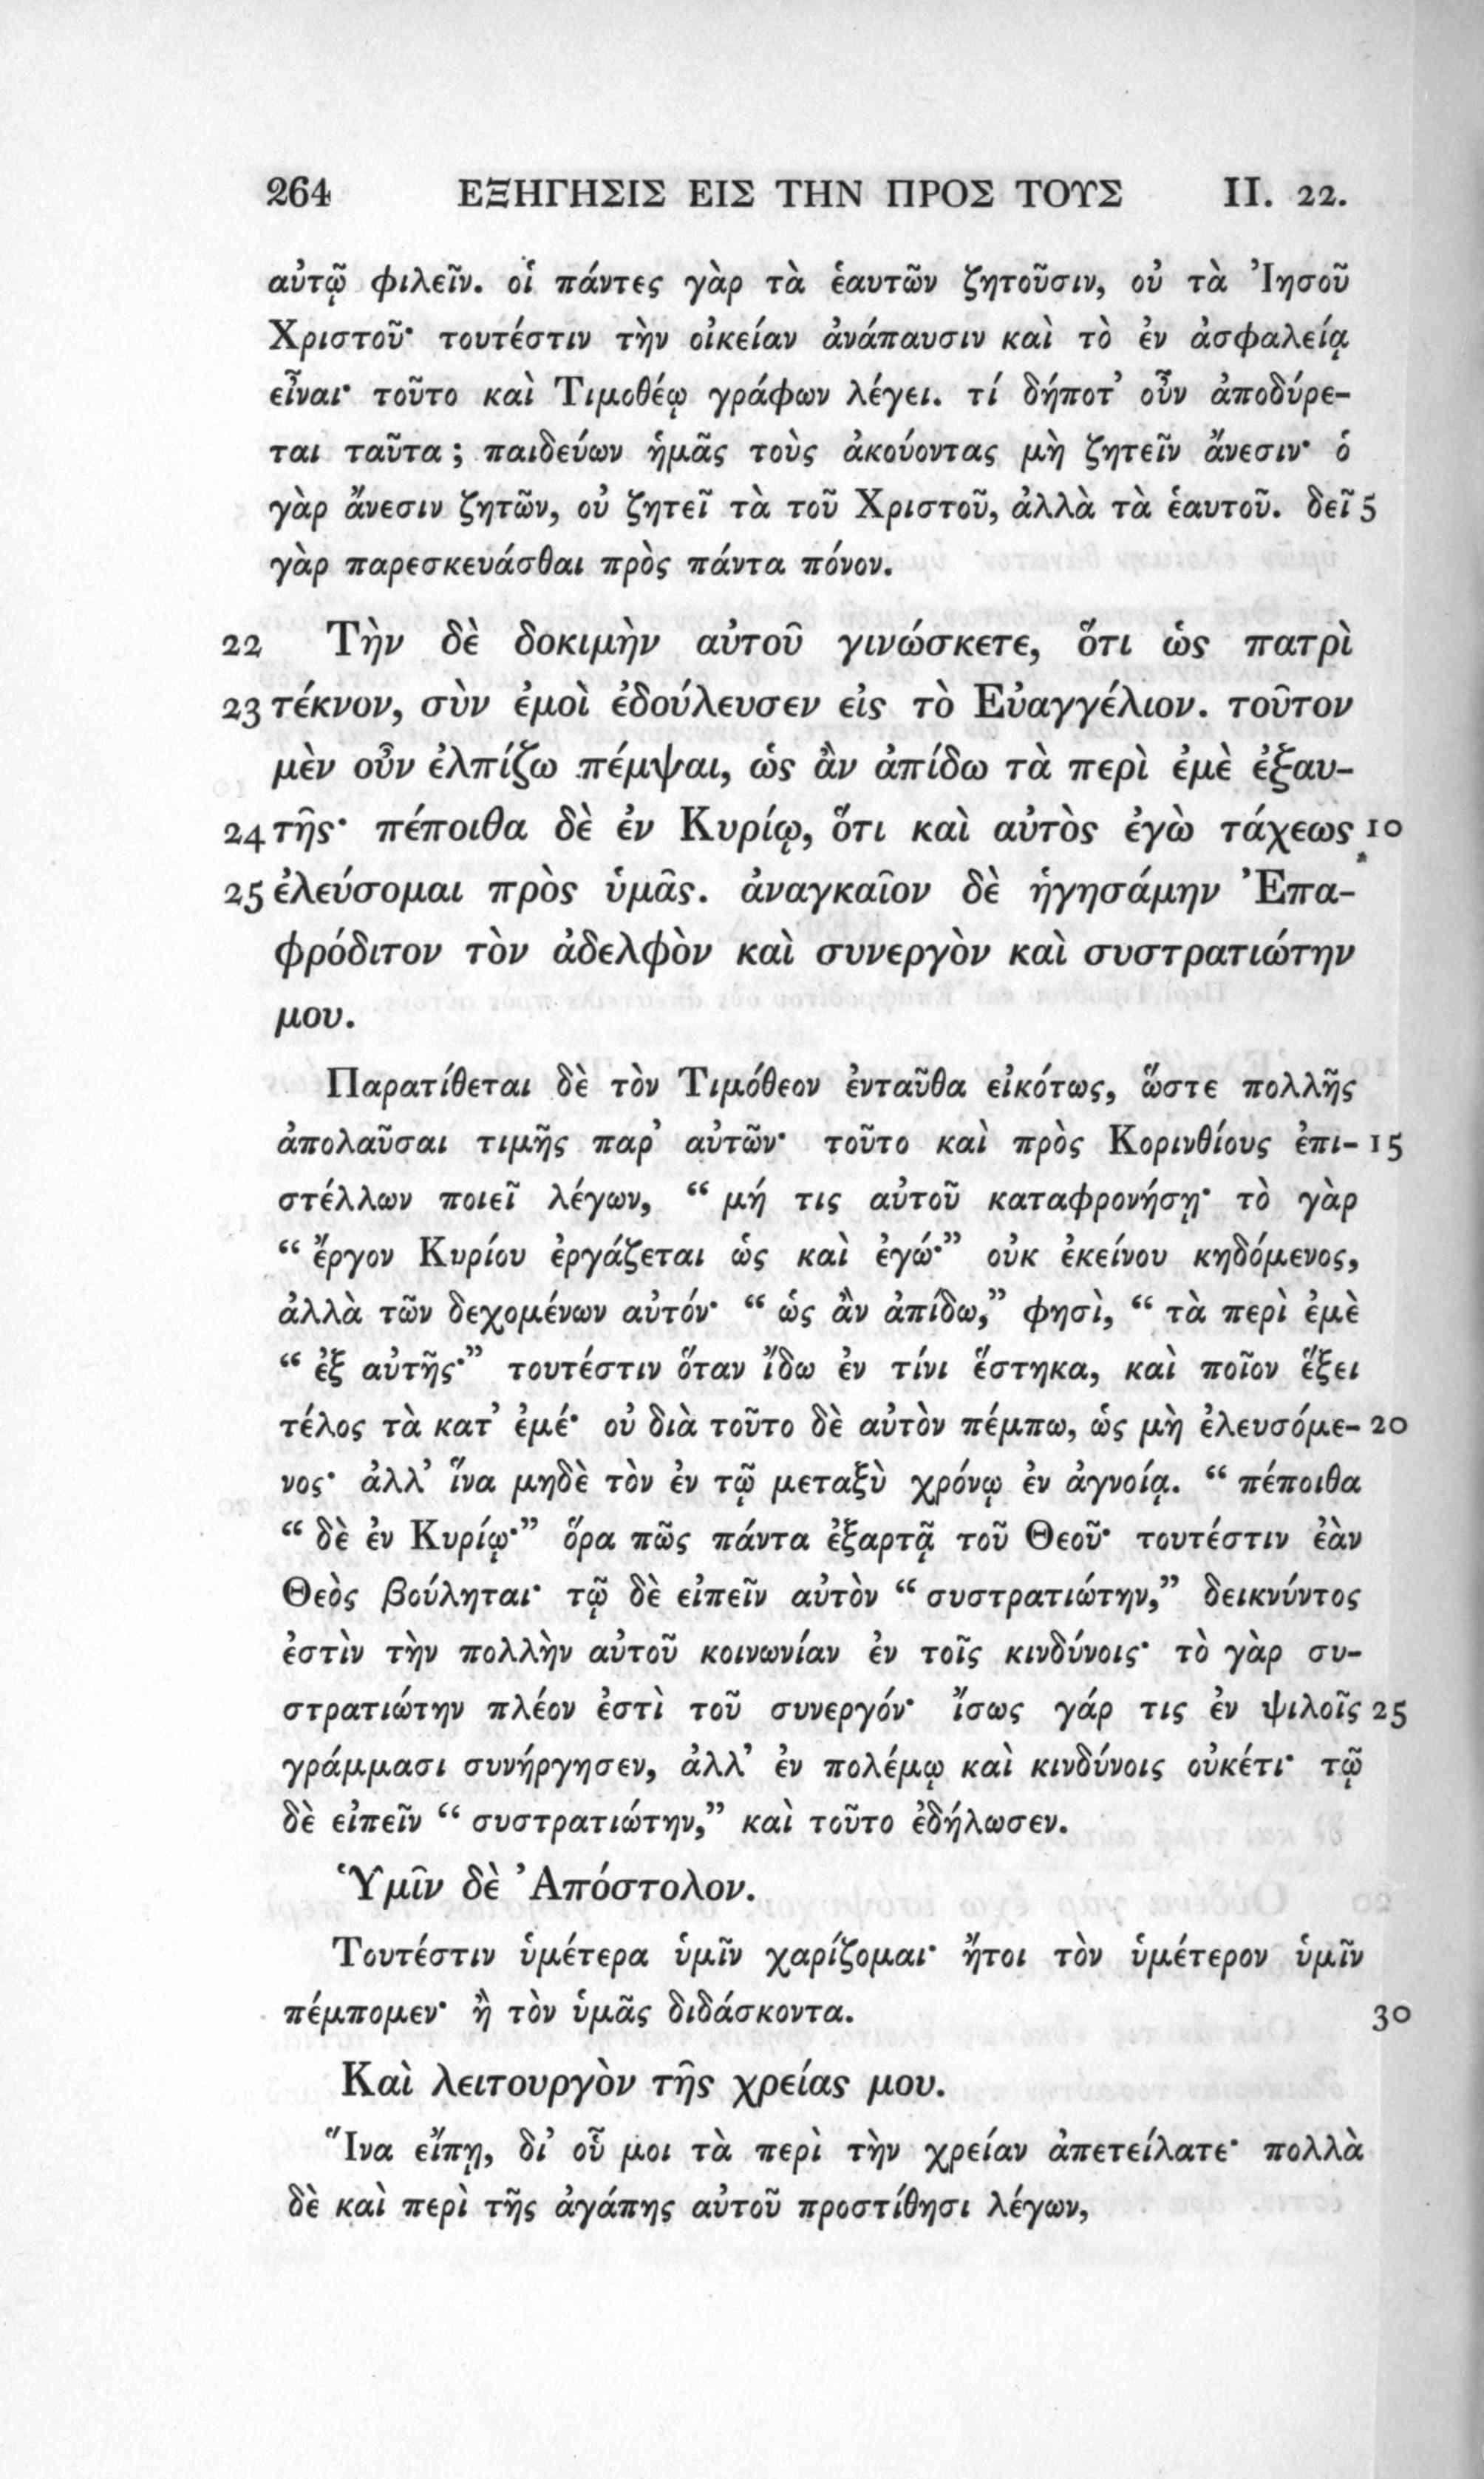 264 ΕΞΗΓΗΣΙΣ ΕΙΣ ΤΗΝ ΠΡΟΣ ΤΟΥΣ II. 22.
αὐτῷ φιλεῖν. οἱ πάντες γὰρ τὰ ἑαυτῶν ζητοῦσιν, οὐ τὰ Ἰησοῦ
Χριστοῦ· τουτέστιν τὴν οἰκείαν ἀνάπαυσιν καὶ τὸ ἐν ἀσφαλείᾳ
εἶναι· τοῦτο καὶ Τιμοθέῳ γράφων λέγει. τί δήποτ’ οὖν ἀποδύρε-
ται ταῦτα ; παιδεύων ἡμᾶς τοὺς ἀκούοντας μὴ ζητεῖν ἄνεσιν· ὁ
γὰρ ἄνεσιν ζητῶν, οὐ ζητεῖ τὰ τοῦ Χριστοῦ, ἀλλὰ τὰ ἑαυτοῦ. δεῖ 5
γὰρ παρεσκευάσθαι πρὸς πάντα πόνον.
22 Τὴν δὲ δοκιμὴν αὐτοῦ γινώσκετε, ὅτι ὡς πατρὶ
23 τέκνον, σὺν ἐμοὶ ἐδούλευσεν εἰς τὸ Εὐαγγέλιον. τοῦτον
μὲν οὖν ἐλπίζω πέμψαι, ὡς ἂν ἀπίδω τὰ περὶ ἐμὲ ἐξαυ-
24 τῆς· πέποιθα δὲ ἐν Κυρίῳ, ὅτι καὶ αὐτὸς ἐγὼ τάχεως 10
25 ἐλεύσομαι πρὸς ὑμᾶς. ἀναγκαῖον δὲ ἡγησάμην Ἐπα-
φρόδιτον τὸν ἀδελφὸν καὶ συνεργὸν καὶ συστρατιώτην
μου.
Παρατίθεται δὲ τὸν Τιμόθεον ἐνταῦθα εἰκότως, ὥστε πολλῆς
ἀπολαῦσαι τιμῆς παρ’ αὐτῶν· τοῦτο καὶ πρὸς Κορινθίους ἐπι- 15
στέλλων ποιεῖ λέγων, “ μή τις αὐτοῦ καταφρονήσῃ· τὸ γὰρ
“ ἔργον Κυρίου ἐργάζεται ὡς καὶ ἐγώ·” οὐκ ἐκείνου κηδόμενος,
ἀλλὰ τῶν δεχομένων αὐτόν· “ ὡς ἂν ἀπίδω,” φησὶ, “ τὰ περὶ ἐμὲ
“ ἐξ αὐτῆς·” τουτέστιν ὅταν ἴδω ἐν τίνι ἕστηκα, καὶ ποῖον ἕξει
τέλος τὰ κατ’ ἐμέ· οὐ διὰ τοῦτο δὲ αὐτὸν πέμπω, ὡς μὴ ἐλευσόμε- 20
νος· ἀλλ’ ἵνα μηδὲ τὸν ἐν τῷ μεταξὺ χρόνῳ ἐν ἀγνοίᾳ. “ πέποιθα
“ δὲ ἐν Κυρίῳ·” ὅρα πῶς πάντα ἐξαρτᾷ τοῦ Θεοῦ· τουτέστιν ἐὰν
Θεὸς βούληται· τῷ δὲ εἰπεῖν αὐτὸν “ συστρατιώτην,” δεικνύντος
ἐστὶν τὴν πολλὴν αὐτοῦ κοινωνίαν ἐν τοῖς κινδύνοις· τὸ γὰρ συ-
στρατιώτην πλέον ἐστὶ τοῦ συνεργόν· ἴσως γάρ τις ἐν ψιλοῖς 25
γράμμασι συνήργησεν, ἀλλ’ ἐν πολέμῳ καὶ κινδύνοις οὐκέτι· τῷ
δὲ εἰπεῖν “ συστρατιώτην,” καὶ τοῦτο ἐδήλωσεν.
Ὑμῖν δὲ Ἀπόστολον.
Τουτέστιν ὑμέτερα ὑμῖν χαρίζομαι· ἤτοι τὸν ὑμέτερον ὑμῖν
πέμπομεν· ἢ τὸν ὑμᾶς διδάσκοντα. 30
Καὶ λειτουργὸν τῆς χρείας μου.
Ἵνα εἴπῃ, δι’ οὗ μοι τὰ περὶ τὴν χρείαν ἀπετείλατε· πολλὰ
δὲ καὶ περὶ τῆς ἀγάπης αὐτοῦ προστίθησι λέγων,